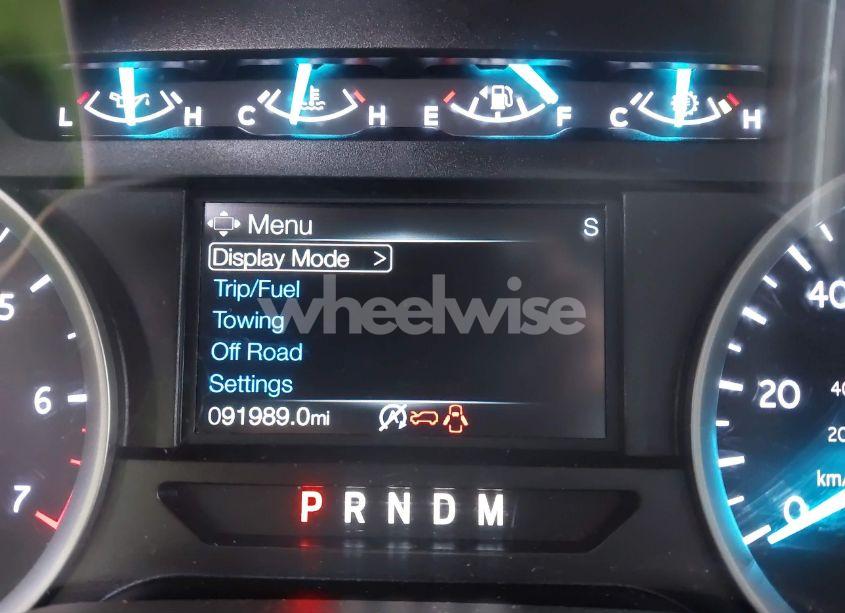 L H C H E F C H
Menu S
Display Mode >
Trip/Fuel
wheelwise
Towing
Off Road
Settings
091989.0mi
PRNDM
5
6
7
40
20
0
40
20
km/